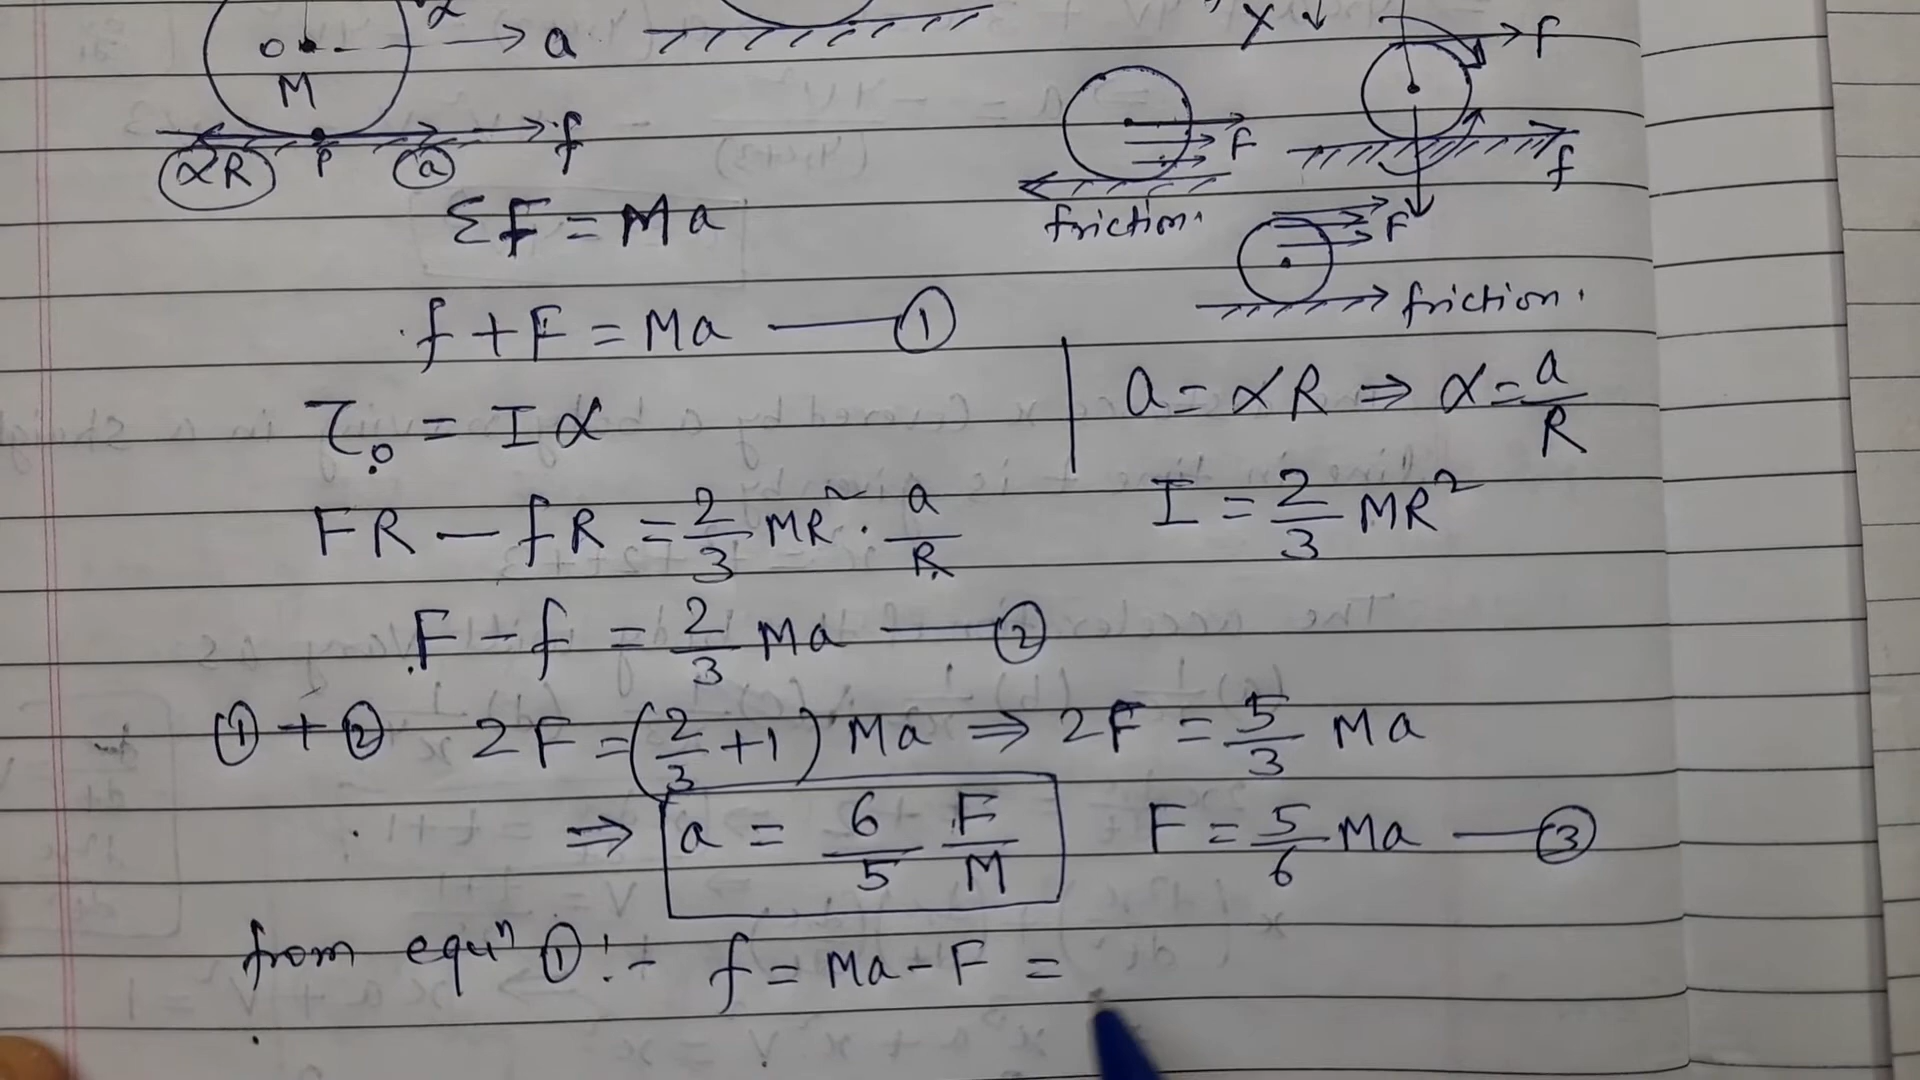 α
O
a
M
f
αR P a
X F
F f
friction.
F
friction.
ΣF = Ma
f + F = Ma — ①
τ₀ = Iα
a = αR ⇒ α = a/R
FR − fR = 2/3 MR² · a/R
I = 2/3 MR²
F − f = 2/3 Ma — ②
① + ② 2F = (2/3 + 1) Ma ⇒ 2F = 5/3 Ma
⇒ a = 6/5 F/M F = 5/6 Ma — ③
from equⁿ ① :- f = Ma − F =